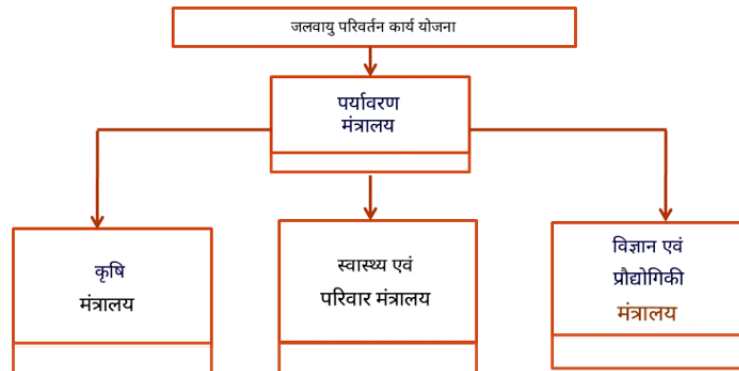 जलवायु परिवर्तन कार्य योजना
पर्यावरण
मंत्रालय
कृषि
मंत्रालय
स्वास्थ्य एवं
परिवार मंत्रालय
विज्ञान एवं
प्रौद्योगिकी
मंत्रालय